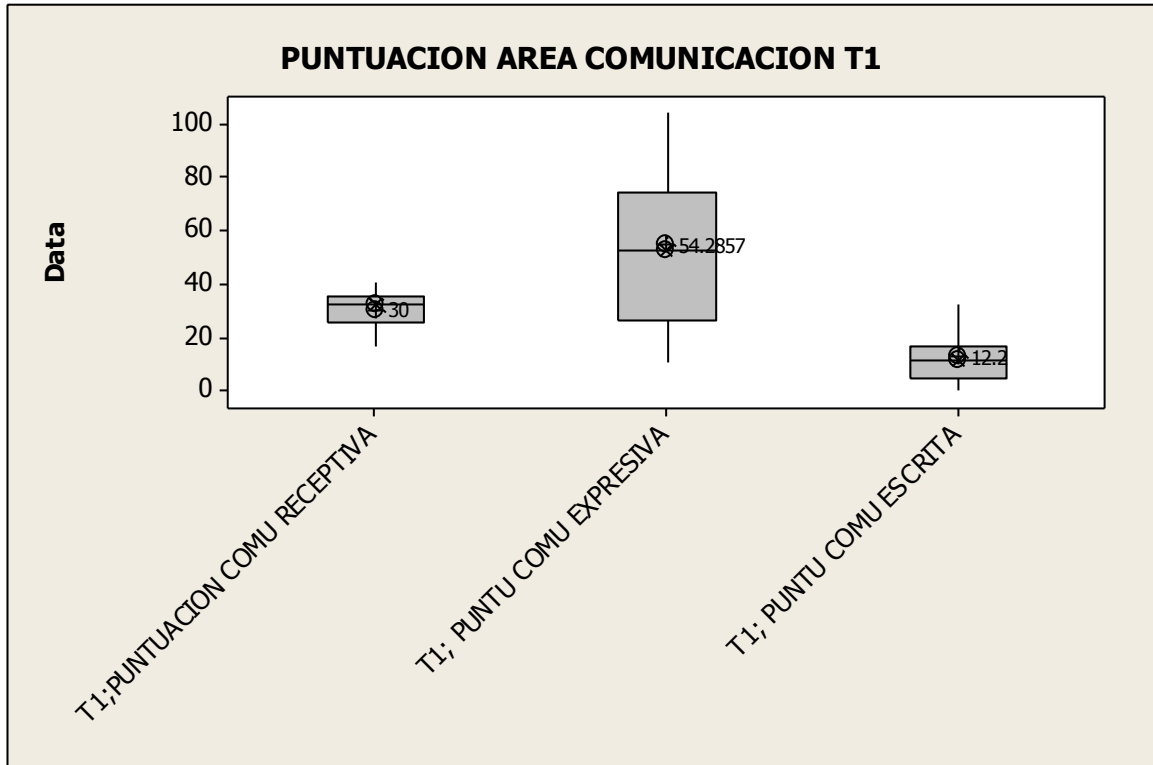 PUNTUACION AREA COMUNICACION T1
Data
100
80
60
40
20
0
30
54.2857
12.2
T1;PUNTUACION COMU RECEPTIVA
T1; PUNTU COMU EXPRESIVA
T1; PUNTU COMU ESCRITA